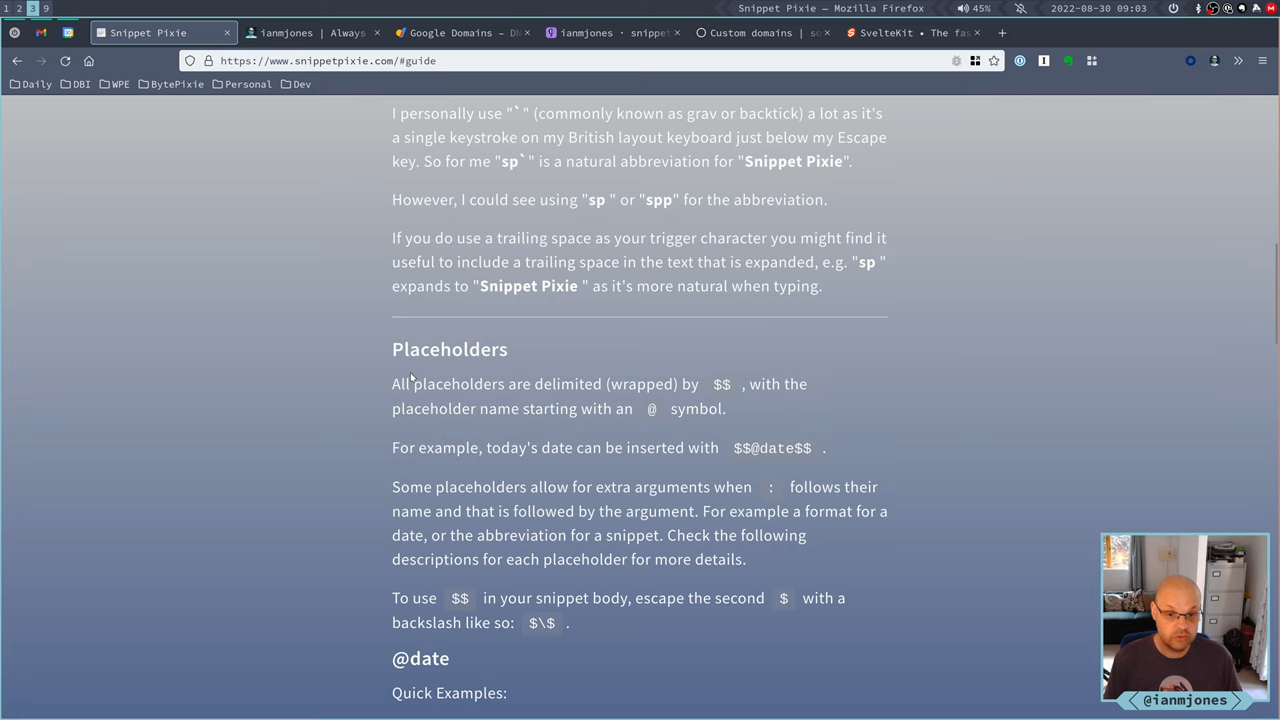 1 2 3 9
Snippet Pixie — Mozilla Firefox
45%
2022-08-30 09:03
Snippet Pixie
ianmjones | Always
Google Domains – DN
ianmjones · snippet
Custom domains | so
SvelteKit • The fas
https://www.snippetpixie.com/#guide
Daily
DBI
WPE
BytePixie
Personal
Dev
I personally use "`" (commonly known as grav or backtick) a lot as it's
a single keystroke on my British layout keyboard just below my Escape
key. So for me "sp`" is a natural abbreviation for "Snippet Pixie".
However, I could see using "sp " or "spp" for the abbreviation.
If you do use a trailing space as your trigger character you might find it
useful to include a trailing space in the text that is expanded, e.g. "sp "
expands to "Snippet Pixie " as it's more natural when typing.
Placeholders
All placeholders are delimited (wrapped) by $$ , with the
placeholder name starting with an @ symbol.
For example, today's date can be inserted with $$@date$$ .
Some placeholders allow for extra arguments when : follows their
name and that is followed by the argument. For example a format for a
date, or the abbreviation for a snippet. Check the following
descriptions for each placeholder for more details.
To use $$ in your snippet body, escape the second $ with a
backslash like so: $\$ .
@date
Quick Examples:
@ianmjones